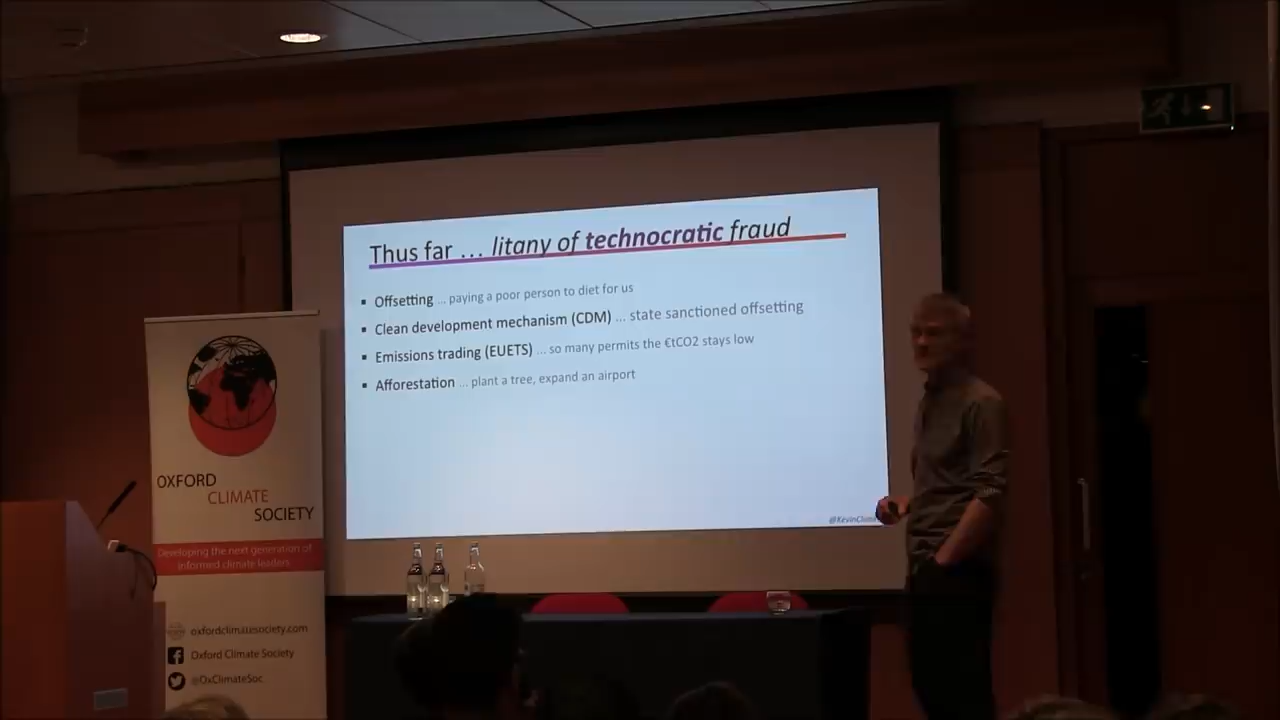 Thus far ... litany of technocratic fraud
▪ Offsetting ... paying a poor person to diet for us
▪ Clean development mechanism (CDM) ... state sanctioned offsetting
▪ Emissions trading (EUETS) ... so many permits the €tCO2 stays low
▪ Afforestation ... plant a tree, expand an airport
OXFORD
CLIMATE
SOCIETY
Developing the next generation of
informed climate leaders
oxfordclimatesociety.com
Oxford Climate Society
@OxClimateSoc